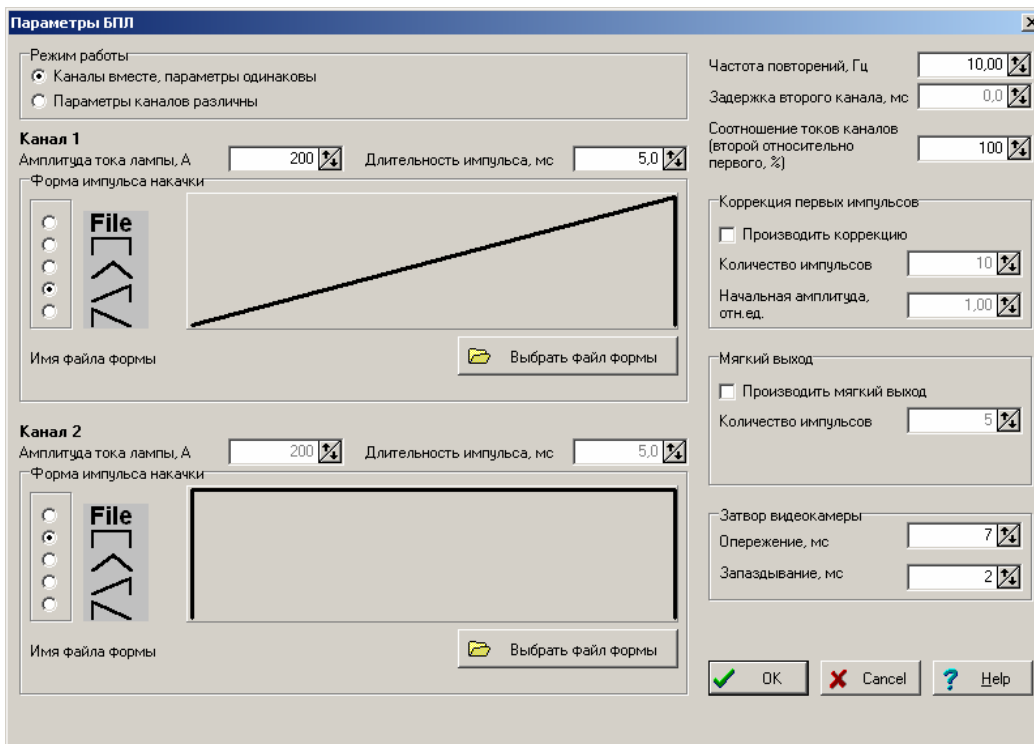 Параметры БПЛ
Режим работы
Каналы вместе, параметры одинаковы
Параметры каналов различны
Канал 1
Амплитуда тока лампы, А 200 Длительность импульса, мс 5,0
Форма импульса накачки
File
Имя файла формы
Выбрать файл формы
Канал 2
Амплитуда тока лампы, А 200 Длительность импульса, мс 5,0
Форма импульса накачки
File
Имя файла формы
Выбрать файл формы
Частота повторений, Гц 10,00
Задержка второго канала, мс 0,0
Соотношение токов каналов
(второй относительно 100
первого, %)
Коррекция первых импульсов
Производить коррекцию
Количество импульсов 10
Начальная амплитуда, 1,00
отн.ед.
Мягкий выход
Производить мягкий выход
Количество импульсов 5
Затвор видеокамеры
Опережение, мс 7
Запаздывание, мс 2
OK Cancel Help